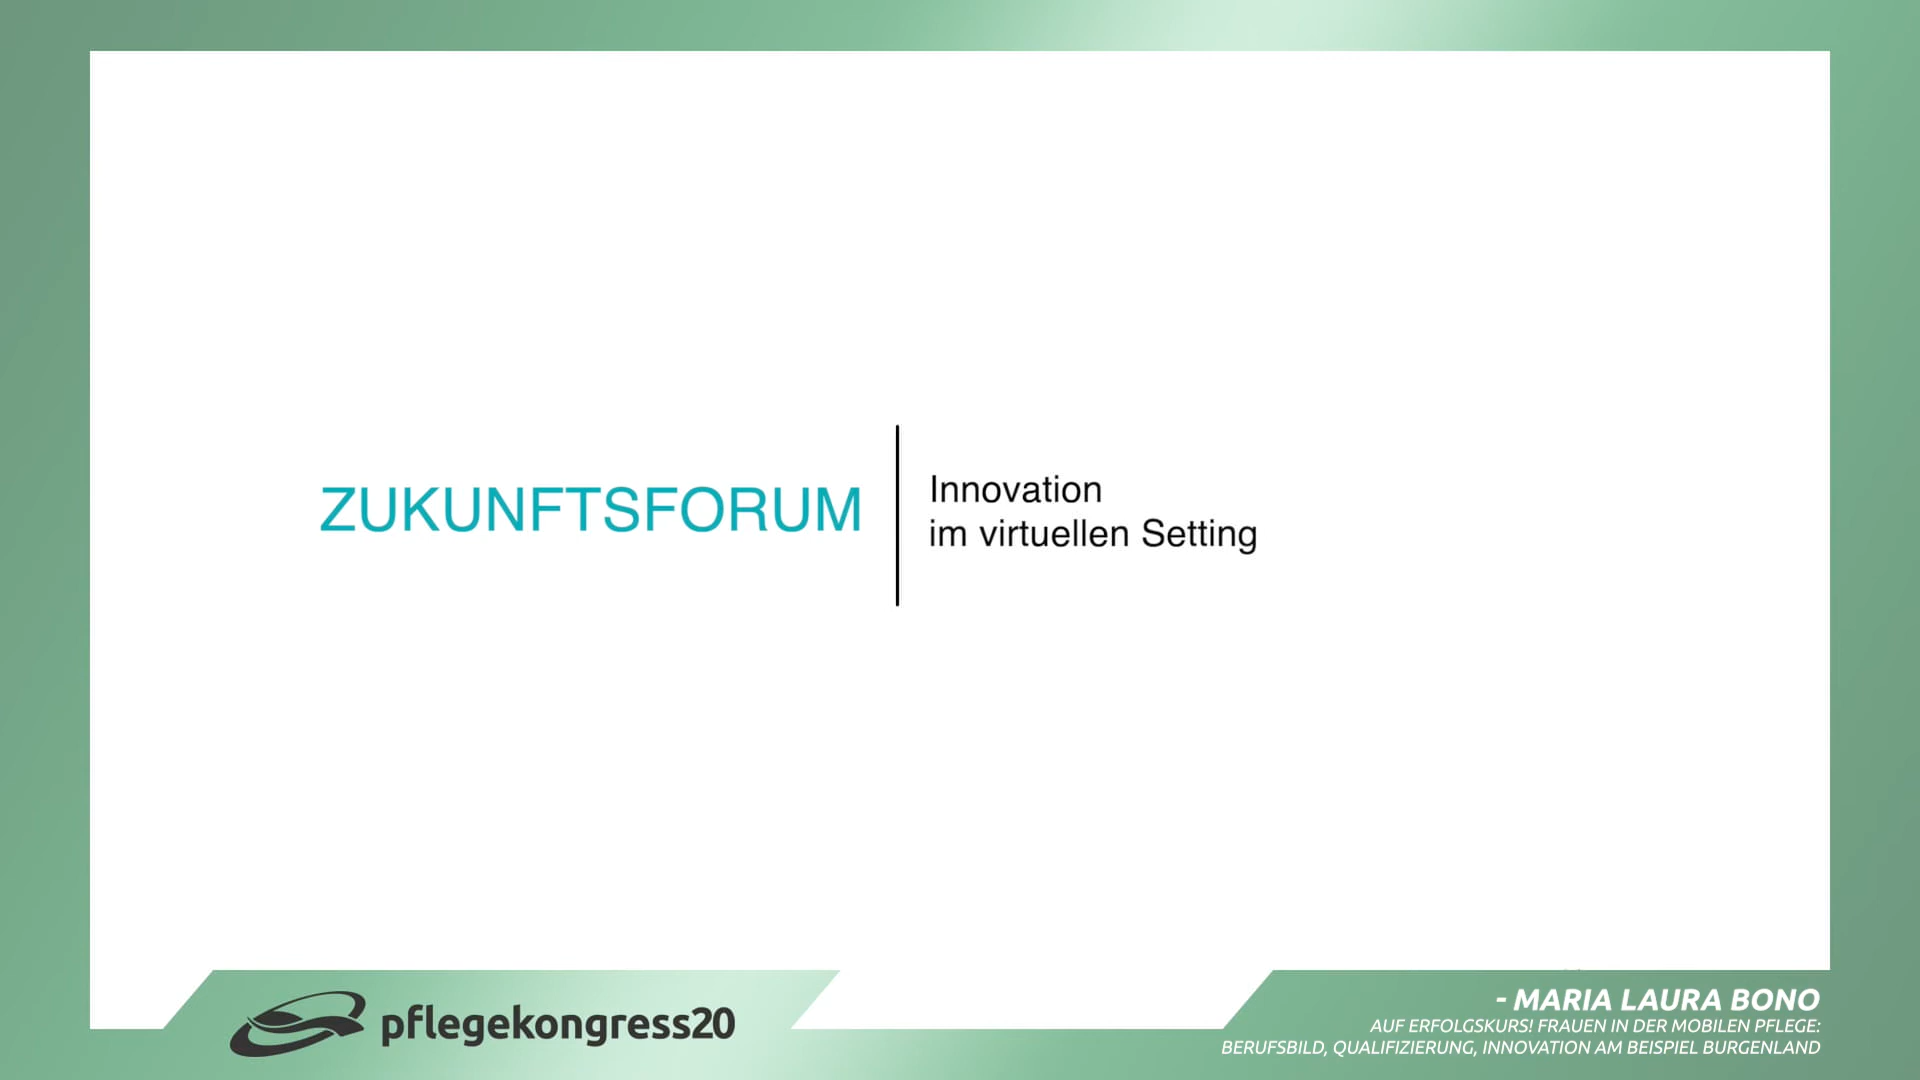 ZUKUNFTSFORUM
Innovation
im virtuellen Setting
pflegekongress20
- MARIA LAURA BONO
AUF ERFOLGSKURS! FRAUEN IN DER MOBILEN PFLEGE:
BERUFSBILD, QUALIFIZIERUNG, INNOVATION AM BEISPIEL BURGENLAND